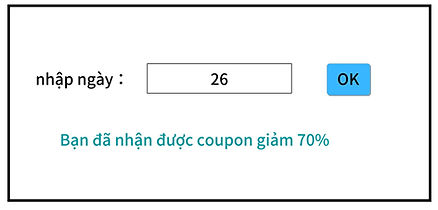 nhập ngày： 26 OK
Bạn đã nhận được coupon giảm 70%